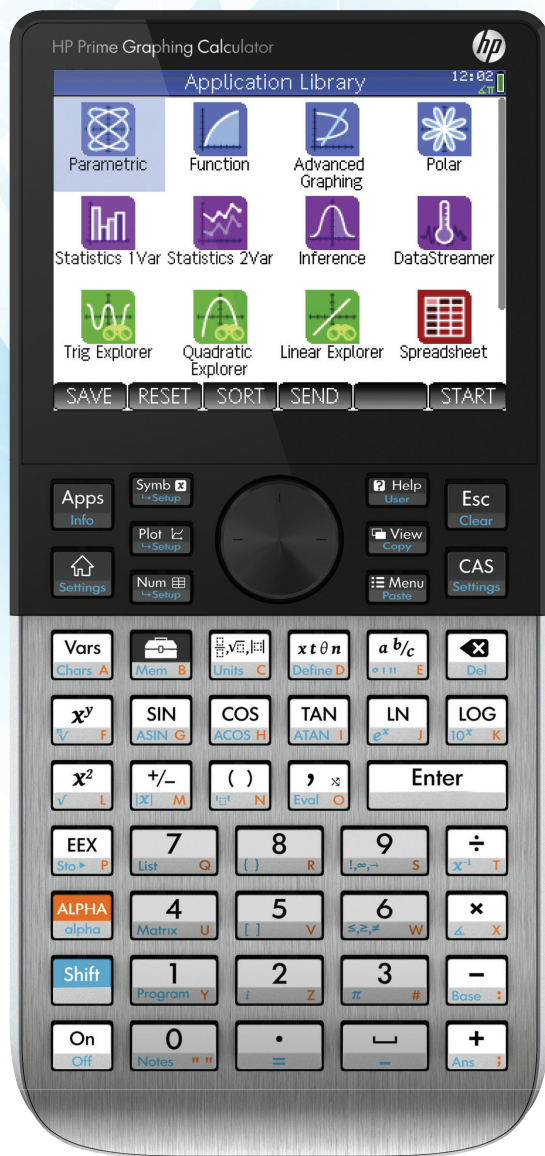 HP Prime Graphing Calculator
hp
Application Library 12:02
∡π
Parametric Function Advanced Graphing Polar
Statistics 1Var Statistics 2Var Inference DataStreamer
Trig Explorer Quadratic Explorer Linear Explorer Spreadsheet
SAVE RESET SORT SEND START
Apps
Info
Symb
↪Setup
Help
User
Esc
Clear
Plot
↪Setup
View
Copy
Settings
Num
↪Setup
Menu
Paste
CAS
Settings
Vars
Chars A
Mem B
Units C
x t θ n
Define D
a b/c
° ' " E
Del
xʸ
ⁿ√ F
SIN
ASIN G
COS
ACOS H
TAN
ATAN I
LN
eˣ J
LOG
10ˣ K
x²
√ L
+/−
|x| M
( )
N
,
Eval O
Enter
EEX
Sto ► P
7
List Q
8
{ } R
9
!,∞,→ S
÷
x⁻¹ T
ALPHA
alpha
4
Matrix U
5
[ ] V
6
≤,≥,≠ W
×
∡ X
Shift
1
Program Y
2
i Z
3
π #
−
Base :
On
Off
0
Notes " "
.
=
␣
_
+
Ans ;